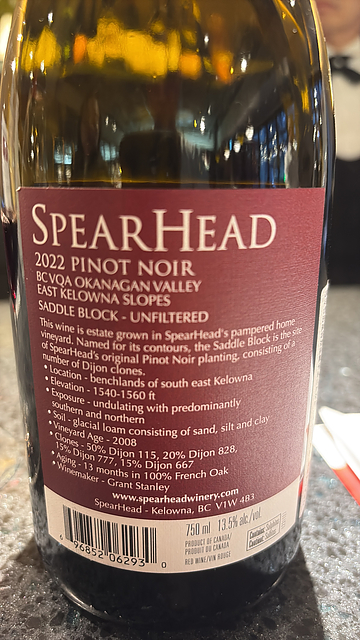 SPEARHEAD
2022 PINOT NOIR
BC VQA OKANAGAN VALLEY
EAST KELOWNA SLOPES
SADDLE BLOCK - UNFILTERED
This wine is estate grown in SpearHead's pampered home
vineyard. Named for its contours, the Saddle Block is the site
of SpearHead's original Pinot Noir planting, consisting of a
number of Dijon clones.
• Location - benchlands of south east Kelowna
• Elevation - 1540-1560 ft
• Exposure - undulating with predominantly
southern and northern
• Soil - glacial loam consisting of sand, silt and clay
• Vineyard Age - 2008
• Clones - 50% Dijon 115, 20% Dijon 828,
15% Dijon 777, 15% Dijon 667
• Aging - 13 months in 100% French Oak
• Winemaker - Grant Stanley
www.spearheadwinery.com
SpearHead - Kelowna, BC V1W 4B3
6 96852 06293 0
750 ml 13.5% alc./vol.
PRODUCT OF CANADA/
PRODUIT DU CANADA
RED WINE/VIN ROUGE
Contains: Sulphites
Contient: Sulfites